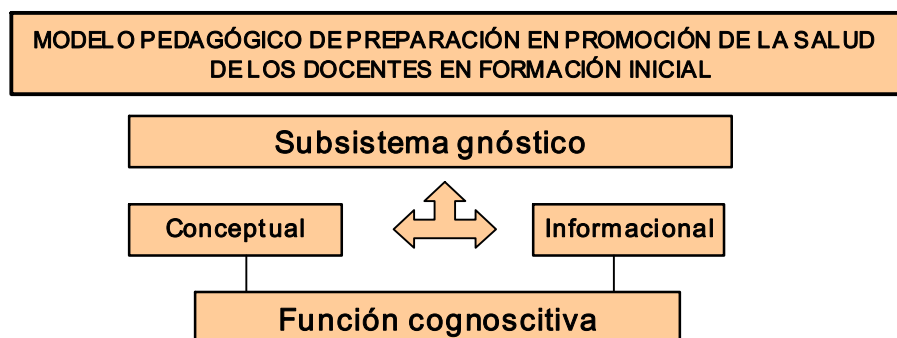 MODELO PEDAGÓGICO DE PREPARACIÓN EN PROMOCIÓN DE LA SALUD
DE LOS DOCENTES EN FORMACIÓN INICIAL
Subsistema gnóstico
Conceptual
Informacional
Función cognoscitiva